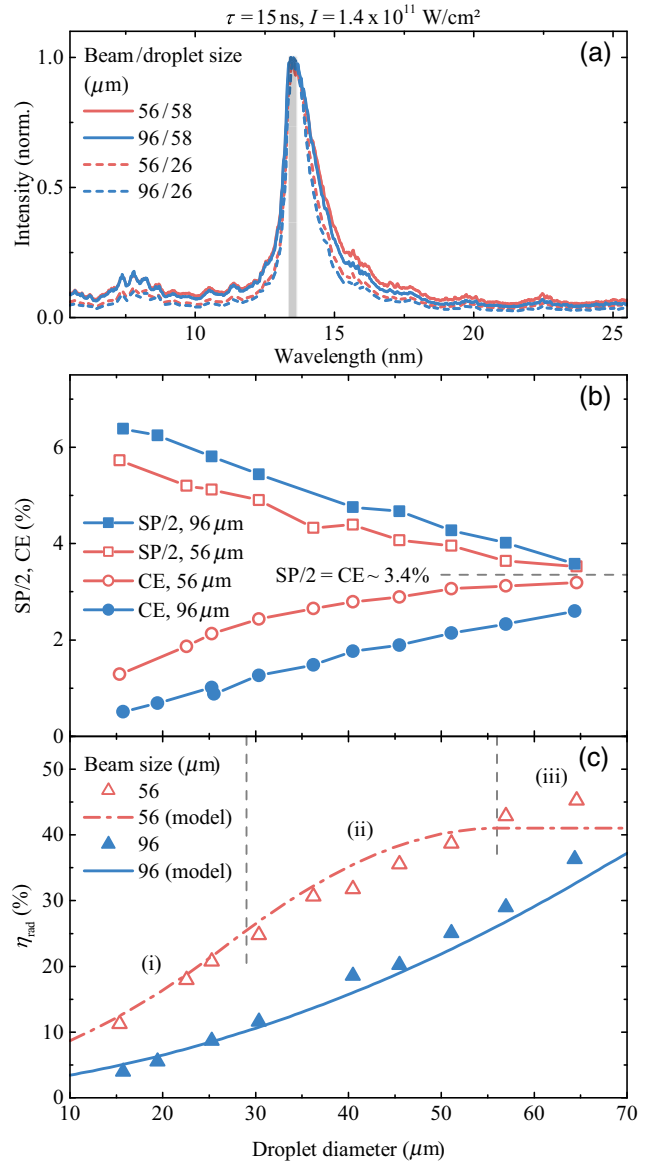 τ = 15 ns, I = 1.4 x 10¹¹ W/cm²
(a)
Beam/droplet size
(μm)
56/58
96/58
56/26
96/26
Intensity (norm.)
1.0
0.5
0.0
10 15 20 25
Wavelength (nm)
(b)
SP/2, CE (%)
6
4
2
0
SP/2, 96 μm
SP/2, 56 μm
CE, 56 μm
CE, 96 μm
SP/2 = CE ~ 3.4%
(c)
Beam size (μm)
56
56 (model)
96
96 (model)
(i)
(ii)
(iii)
η_rad (%)
50
40
30
20
10
0
10 20 30 40 50 60 70
Droplet diameter (μm)